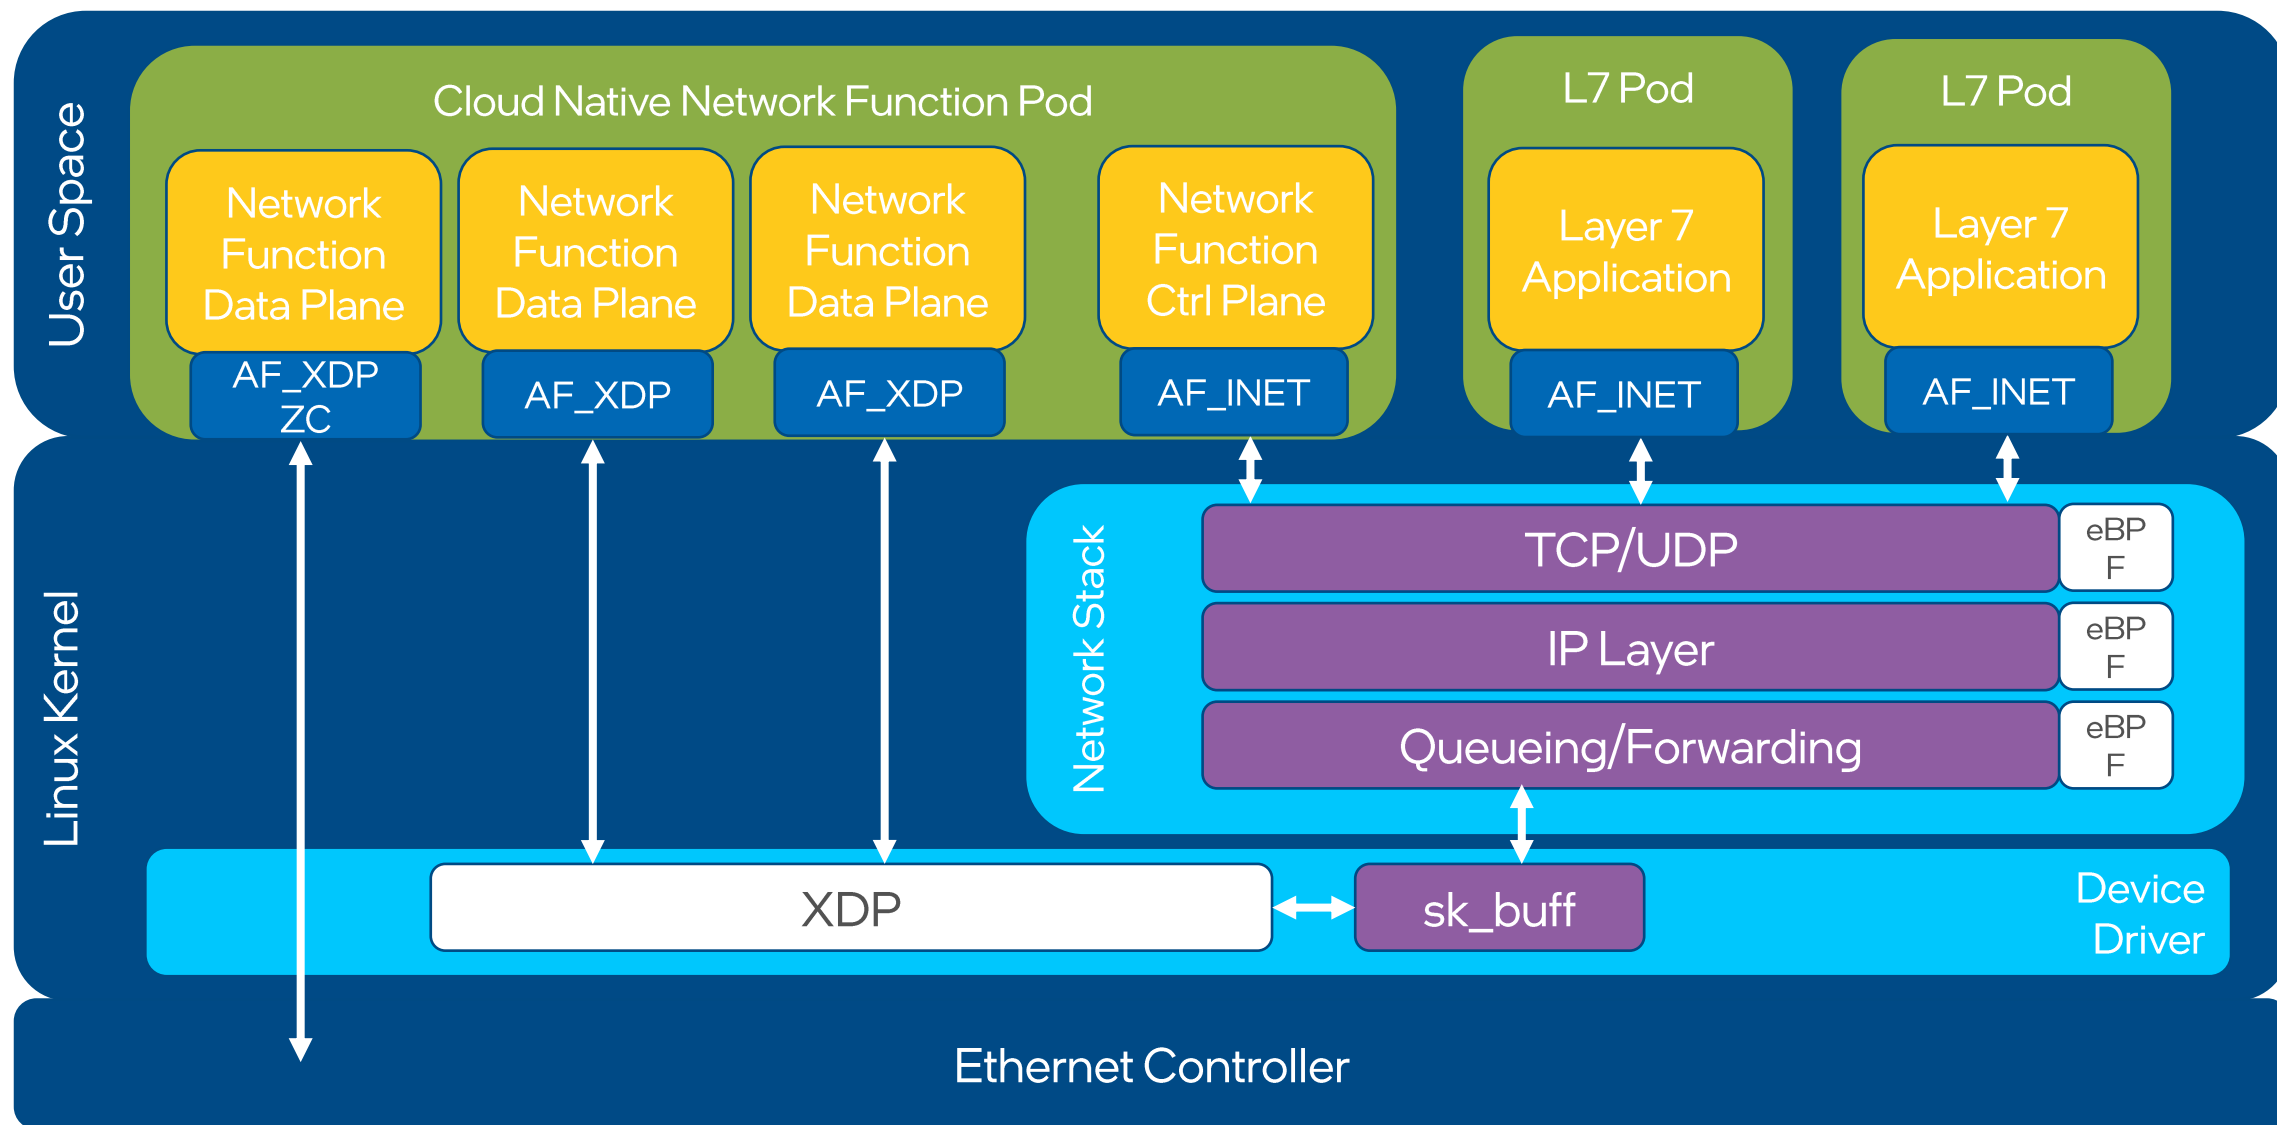 User Space
Cloud Native Network Function Pod
Network
Function
Data Plane
AF_XDP
ZC
Network
Function
Data Plane
AF_XDP
Network
Function
Data Plane
AF_XDP
Network
Function
Ctrl Plane
AF_INET
L7 Pod
Layer 7
Application
AF_INET
L7 Pod
Layer 7
Application
AF_INET
Linux Kernel
Network Stack
TCP/UDP
eBP
F
IP Layer
eBP
F
Queueing/Forwarding
eBP
F
XDP
sk_buff
Device
Driver
Ethernet Controller